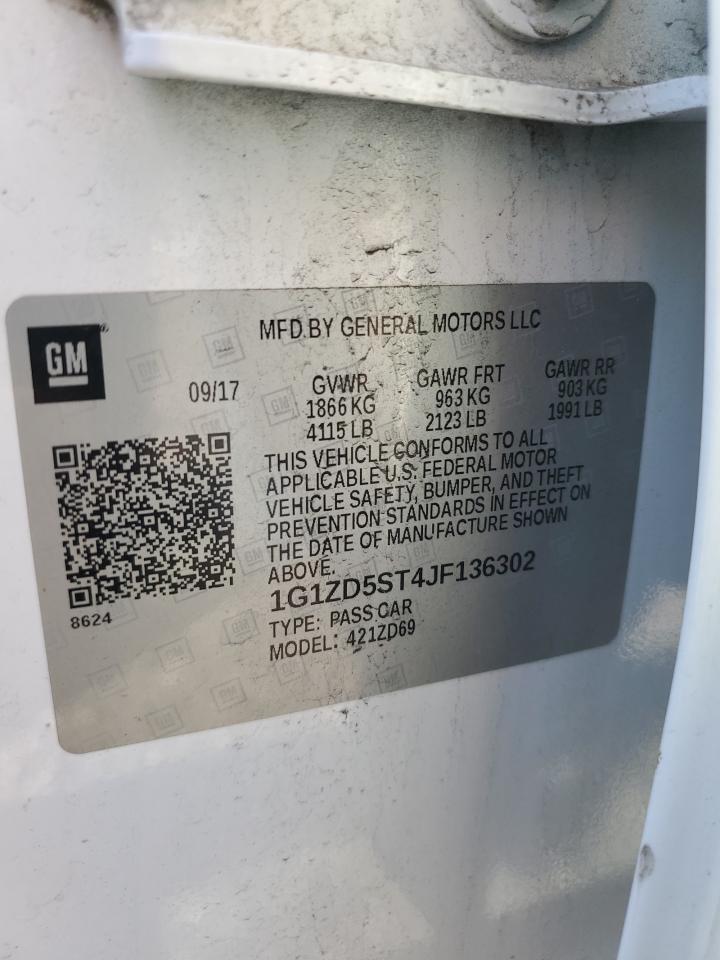 GM
MFD.BY GENERAL MOTORS LLC
09/17
GVWR
1866 KG
4115 LB
GAWR FRT
963 KG
2123 LB
GAWR RR
903 KG
1991 LB
THIS VEHICLE CONFORMS TO ALL
APPLICABLE U.S. FEDERAL MOTOR
VEHICLE SAFETY, BUMPER, AND THEFT
PREVENTION STANDARDS IN EFFECT ON
THE DATE OF MANUFACTURE SHOWN
ABOVE.
1G1ZD5ST4JF136302
TYPE: PASS CAR
MODEL: 421ZD69
8624